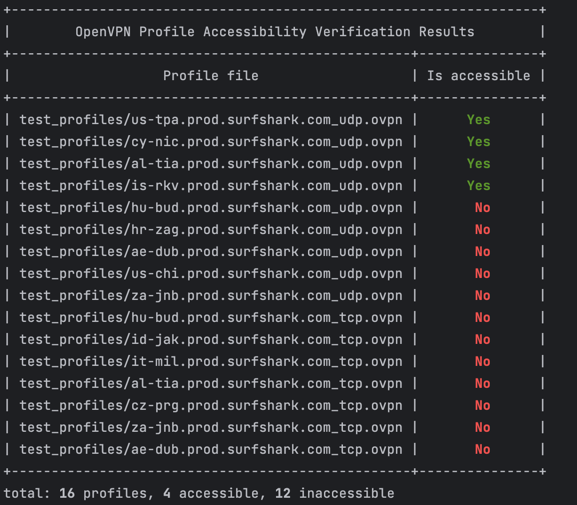 +------------------------------------------------------------------+
|        OpenVPN Profile Accessibility Verification Results        |
+--------------------------------------------------+---------------+
|                   Profile file                   | Is accessible |
+--------------------------------------------------+---------------+
| test_profiles/us-tpa.prod.surfshark.com_udp.ovpn |      Yes      |
| test_profiles/cy-nic.prod.surfshark.com_udp.ovpn |      Yes      |
| test_profiles/al-tia.prod.surfshark.com_udp.ovpn |      Yes      |
| test_profiles/is-rkv.prod.surfshark.com_udp.ovpn |      Yes      |
| test_profiles/hu-bud.prod.surfshark.com_udp.ovpn |       No      |
| test_profiles/hr-zag.prod.surfshark.com_udp.ovpn |       No      |
| test_profiles/ae-dub.prod.surfshark.com_udp.ovpn |       No      |
| test_profiles/us-chi.prod.surfshark.com_udp.ovpn |       No      |
| test_profiles/za-jnb.prod.surfshark.com_udp.ovpn |       No      |
| test_profiles/hu-bud.prod.surfshark.com_tcp.ovpn |       No      |
| test_profiles/id-jak.prod.surfshark.com_tcp.ovpn |       No      |
| test_profiles/it-mil.prod.surfshark.com_tcp.ovpn |       No      |
| test_profiles/al-tia.prod.surfshark.com_tcp.ovpn |       No      |
| test_profiles/cz-prg.prod.surfshark.com_tcp.ovpn |       No      |
| test_profiles/za-jnb.prod.surfshark.com_tcp.ovpn |       No      |
| test_profiles/ae-dub.prod.surfshark.com_tcp.ovpn |       No      |
+--------------------------------------------------+---------------+
total: 16 profiles, 4 accessible, 12 inaccessible